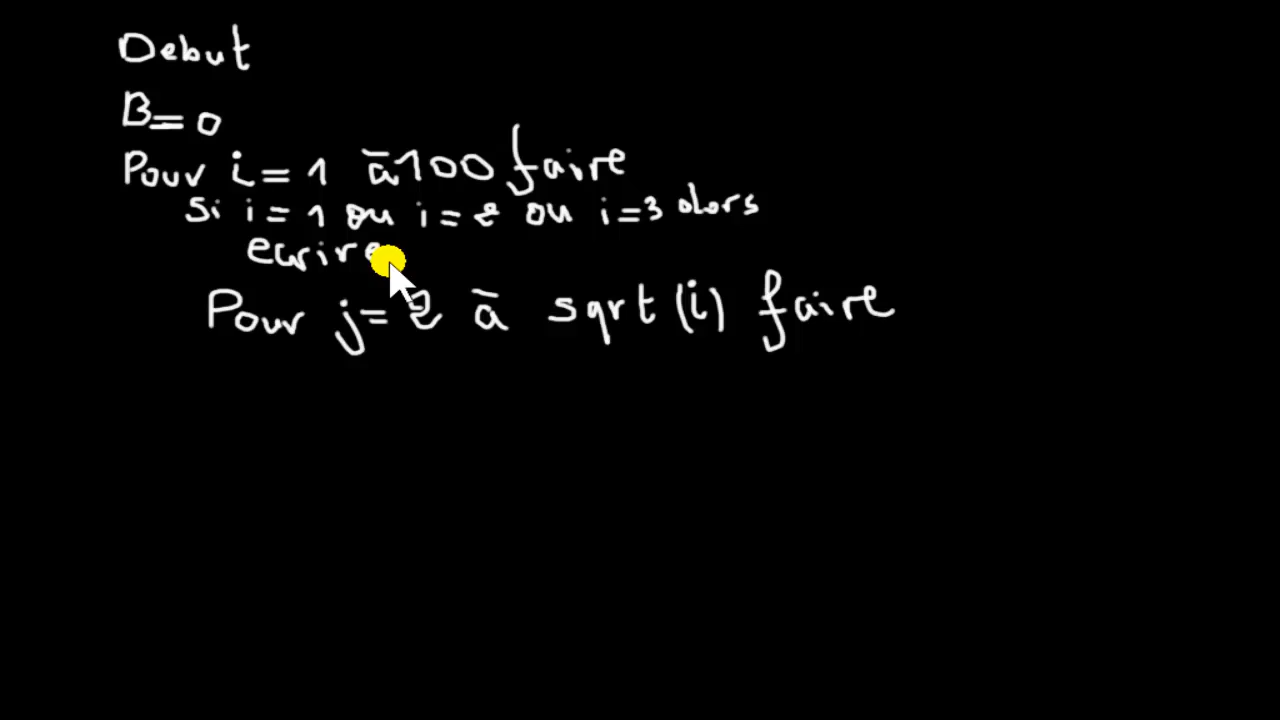 Debut
B=0
Pour i=1 à 100 faire
Si i=1 ou i=2 ou i=3 alors
ecrire
Pour j=2 à sqrt(i) faire